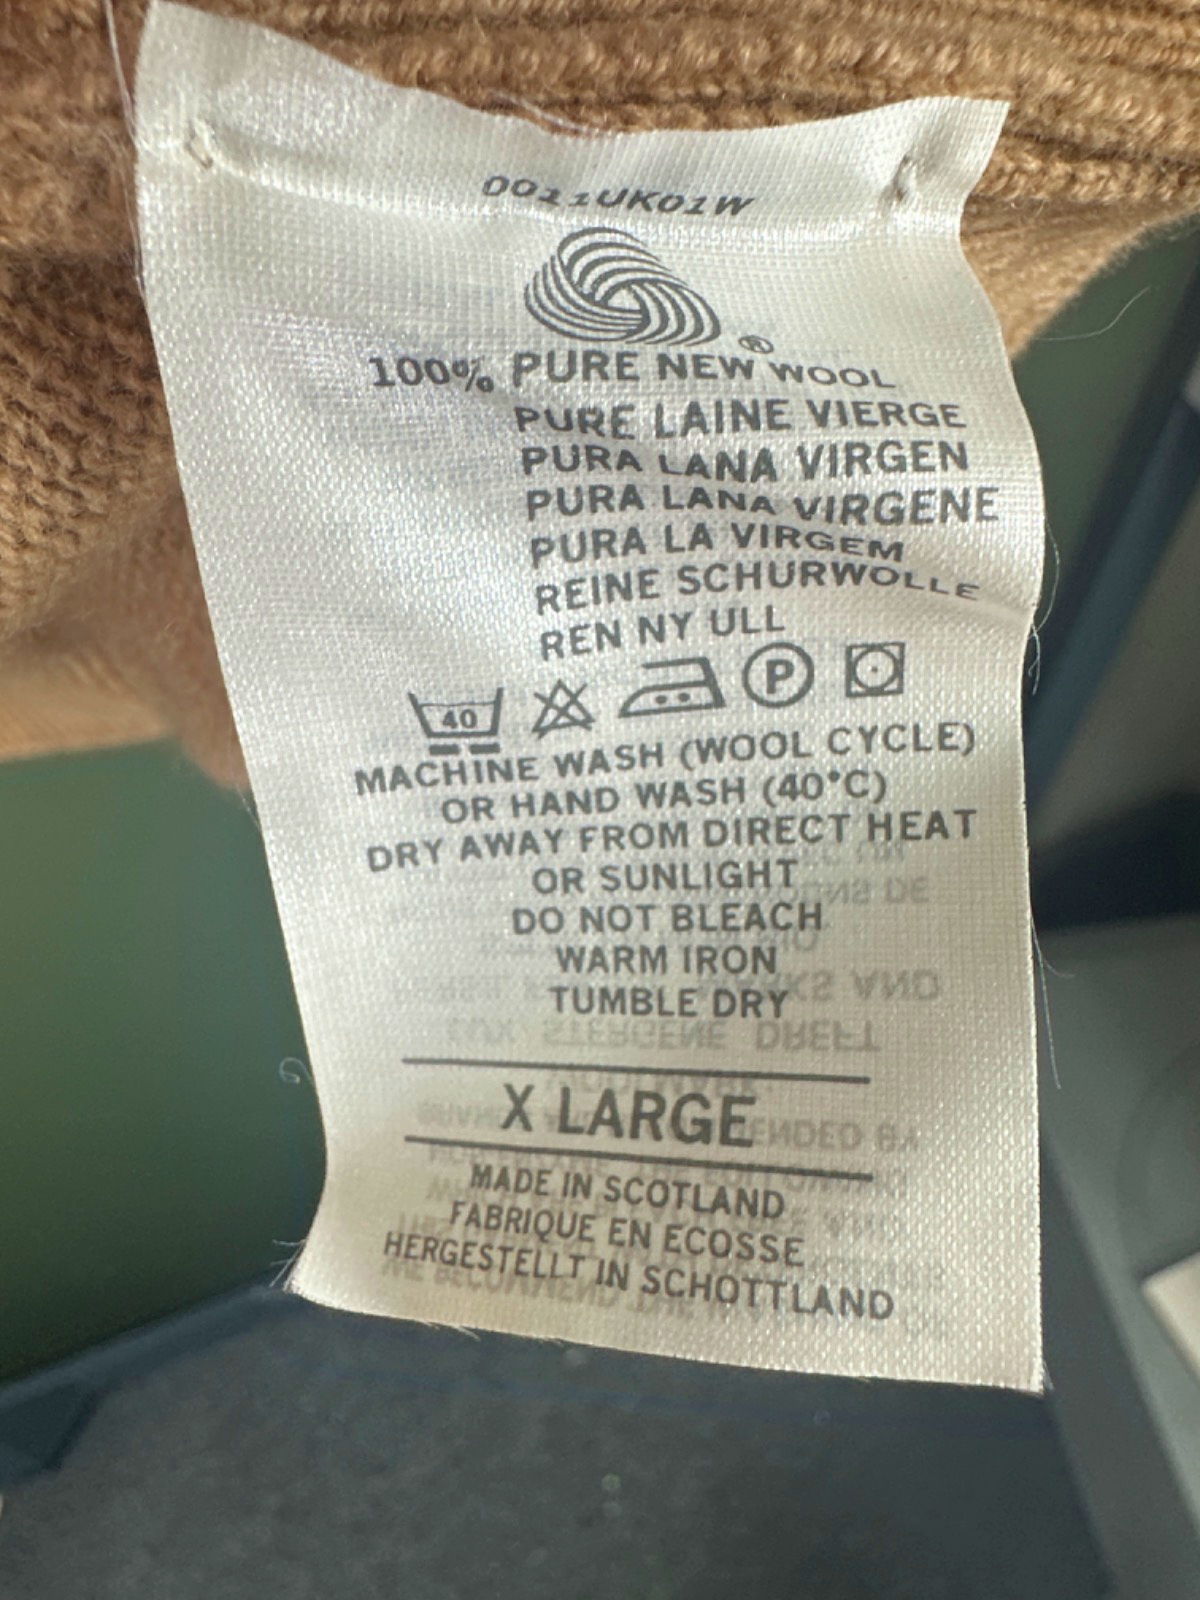 0011UK01W
®
100% PURE NEW WOOL
PURE LAINE VIERGE
PURA LANA VIRGEN
PURA LANA VIRGENE
PURA LA VIRGEM
REINE SCHURWOLLE
REN NY ULL
40 P
MACHINE WASH (WOOL CYCLE)
OR HAND WASH (40°C)
DRY AWAY FROM DIRECT HEAT
OR SUNLIGHT
DO NOT BLEACH
WARM IRON
TUMBLE DRY
X LARGE
MADE IN SCOTLAND
FABRIQUE EN ECOSSE
HERGESTELLT IN SCHOTTLAND